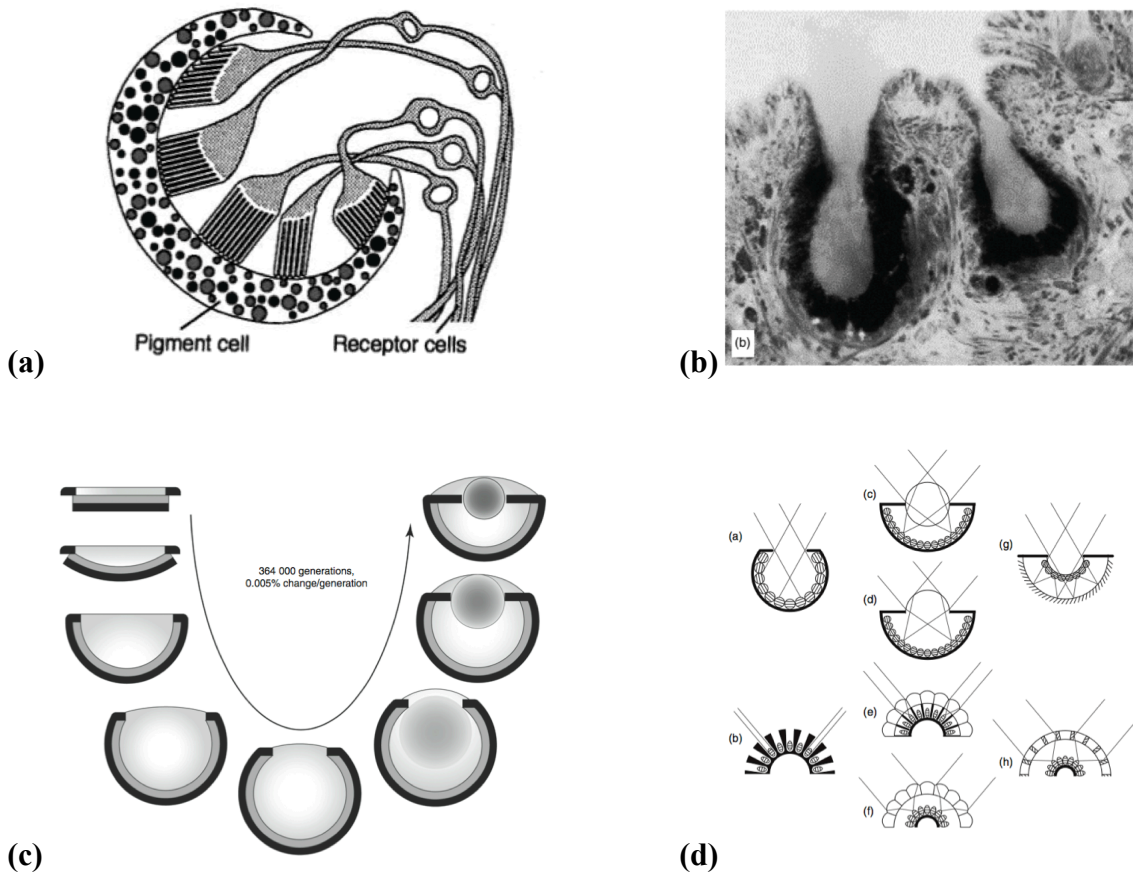 Pigment cell
Receptor cells
(a)
(b)
(b)
364 000 generations,
0.005% change/generation
(c)
(a)
(b)
(c)
(d)
(e)
(f)
(g)
(h)
(d)